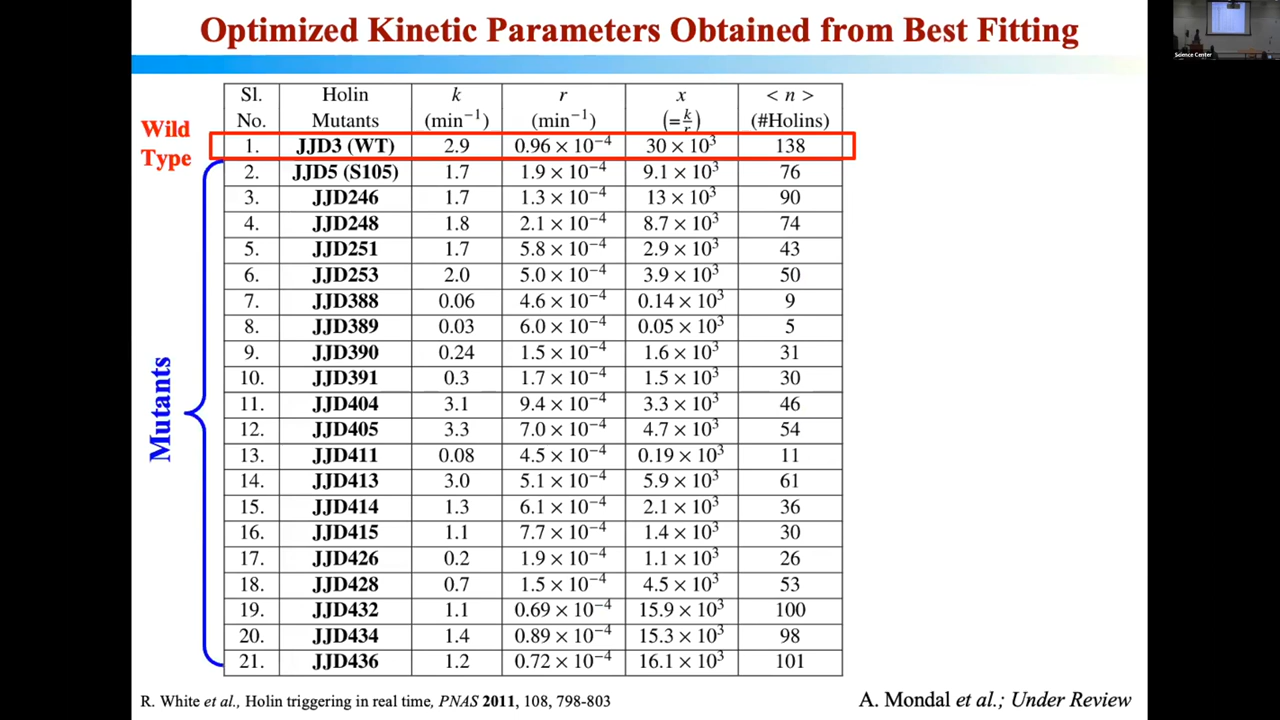 Optimized Kinetic Parameters Obtained from Best Fitting
Science Center
Wild
Type
Mutants
Sl. No. | Holin Mutants | k (min⁻¹) | r (min⁻¹) | x (=k/r) | < n > (#Holins)
1. | JJD3 (WT) | 2.9 | 0.96 × 10⁻⁴ | 30 × 10³ | 138
2. | JJD5 (S105) | 1.7 | 1.9 × 10⁻⁴ | 9.1 × 10³ | 76
3. | JJD246 | 1.7 | 1.3 × 10⁻⁴ | 13 × 10³ | 90
4. | JJD248 | 1.8 | 2.1 × 10⁻⁴ | 8.7 × 10³ | 74
5. | JJD251 | 1.7 | 5.8 × 10⁻⁴ | 2.9 × 10³ | 43
6. | JJD253 | 2.0 | 5.0 × 10⁻⁴ | 3.9 × 10³ | 50
7. | JJD388 | 0.06 | 4.6 × 10⁻⁴ | 0.14 × 10³ | 9
8. | JJD389 | 0.03 | 6.0 × 10⁻⁴ | 0.05 × 10³ | 5
9. | JJD390 | 0.24 | 1.5 × 10⁻⁴ | 1.6 × 10³ | 31
10. | JJD391 | 0.3 | 1.7 × 10⁻⁴ | 1.5 × 10³ | 30
11. | JJD404 | 3.1 | 9.4 × 10⁻⁴ | 3.3 × 10³ | 46
12. | JJD405 | 3.3 | 7.0 × 10⁻⁴ | 4.7 × 10³ | 54
13. | JJD411 | 0.08 | 4.5 × 10⁻⁴ | 0.19 × 10³ | 11
14. | JJD413 | 3.0 | 5.1 × 10⁻⁴ | 5.9 × 10³ | 61
15. | JJD414 | 1.3 | 6.1 × 10⁻⁴ | 2.1 × 10³ | 36
16. | JJD415 | 1.1 | 7.7 × 10⁻⁴ | 1.4 × 10³ | 30
17. | JJD426 | 0.2 | 1.9 × 10⁻⁴ | 1.1 × 10³ | 26
18. | JJD428 | 0.7 | 1.5 × 10⁻⁴ | 4.5 × 10³ | 53
19. | JJD432 | 1.1 | 0.69 × 10⁻⁴ | 15.9 × 10³ | 100
20. | JJD434 | 1.4 | 0.89 × 10⁻⁴ | 15.3 × 10³ | 98
21. | JJD436 | 1.2 | 0.72 × 10⁻⁴ | 16.1 × 10³ | 101
R. White et al., Holin triggering in real time, PNAS 2011, 108, 798-803
A. Mondal et al.; Under Review